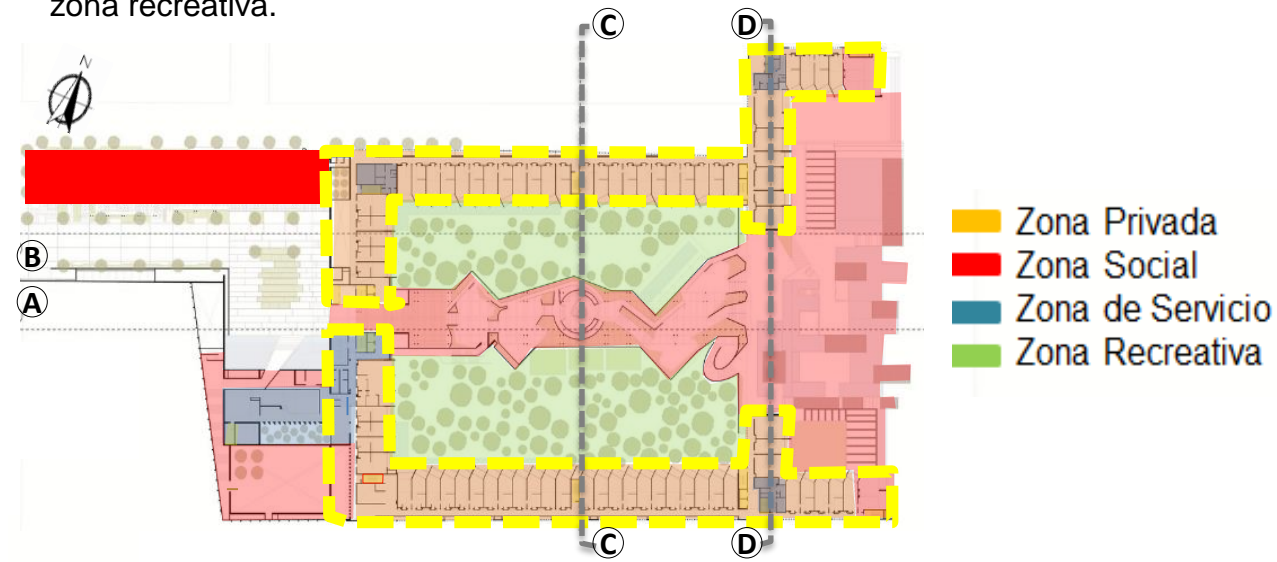 zona recreativa.
C
D
N
B
A
C
D
Zona Privada
Zona Social
Zona de Servicio
Zona Recreativa